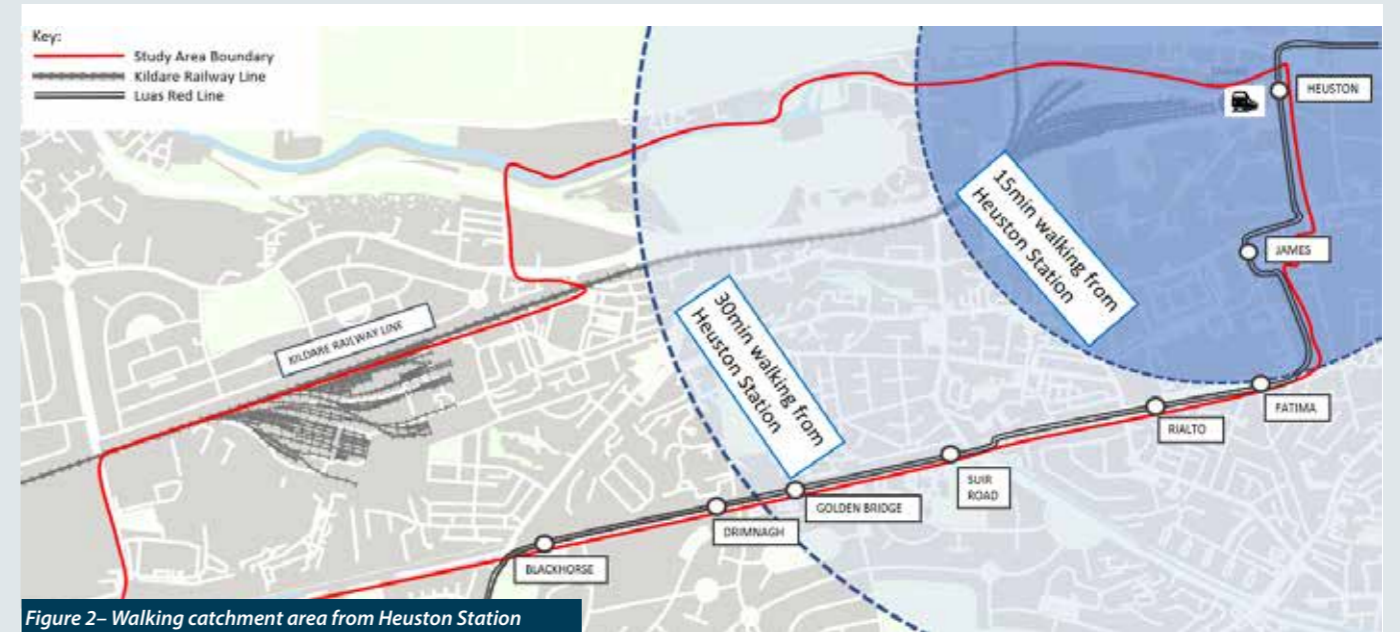 Key:
Study Area Boundary
Kildare Railway Line
Luas Red Line
HEUSTON
15min walking from
Heuston Station
JAMES
30min walking from
Heuston Station
KILDARE RAILWAY LINE
FATIMA
RIALTO
SUIR
ROAD
GOLDEN BRIDGE
DRIMNAGH
BLACKHORSE
Figure 2– Walking catchment area from Heuston Station